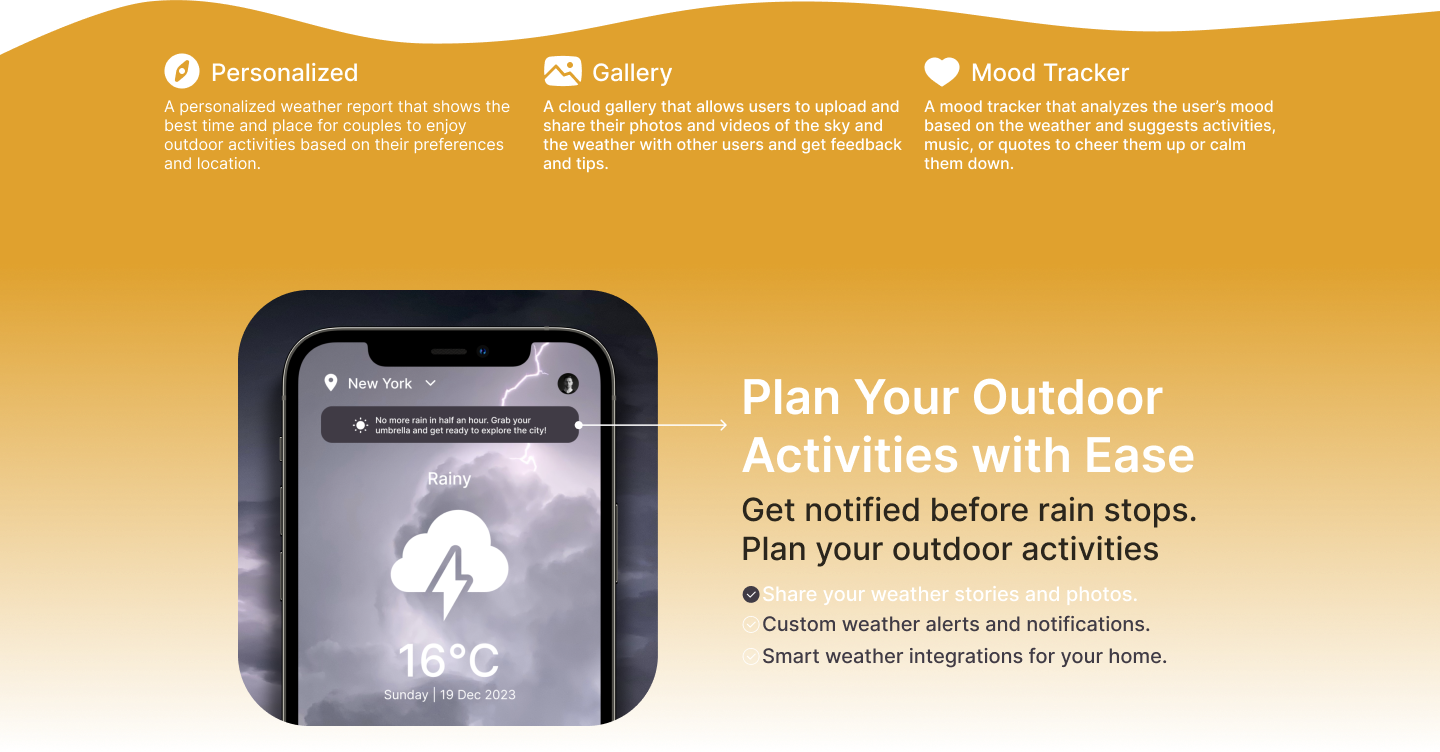 Personalized
A personalized weather report that shows the
best time and place for couples to enjoy
outdoor activities based on their preferences
and location.
Gallery
A cloud gallery that allows users to upload and
share their photos and videos of the sky and
the weather with other users and get feedback
and tips.
Mood Tracker
A mood tracker that analyzes the user’s mood
based on the weather and suggests activities,
music, or quotes to cheer them up or calm
them down.
New York
No more rain in half an hour. Grab your
umbrella and get ready to explore the city!
Rainy
16°C
Sunday | 19 Dec 2023
Plan Your Outdoor
Activities with Ease
Get notified before rain stops.
Plan your outdoor activities
Share your weather stories and photos.
Custom weather alerts and notifications.
Smart weather integrations for your home.